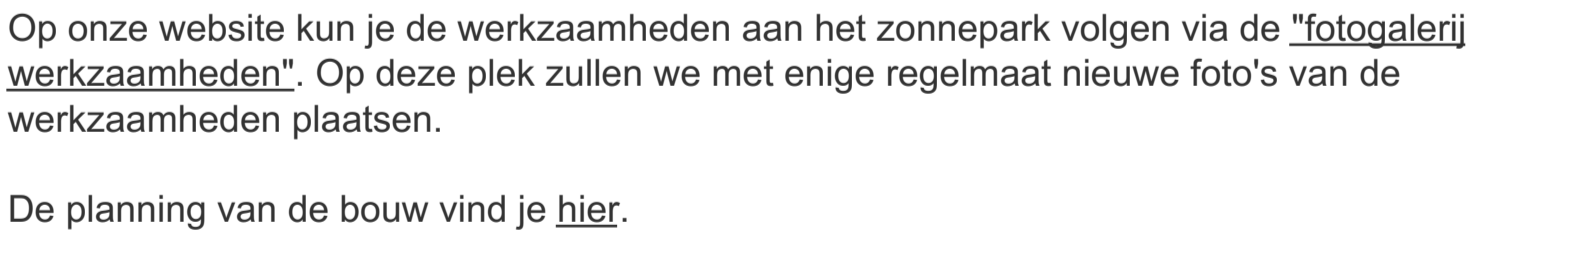 Op onze website kun je de werkzaamheden aan het zonnepark volgen via de "fotogalerij
werkzaamheden". Op deze plek zullen we met enige regelmaat nieuwe foto's van de
werkzaamheden plaatsen.
De planning van de bouw vind je hier.